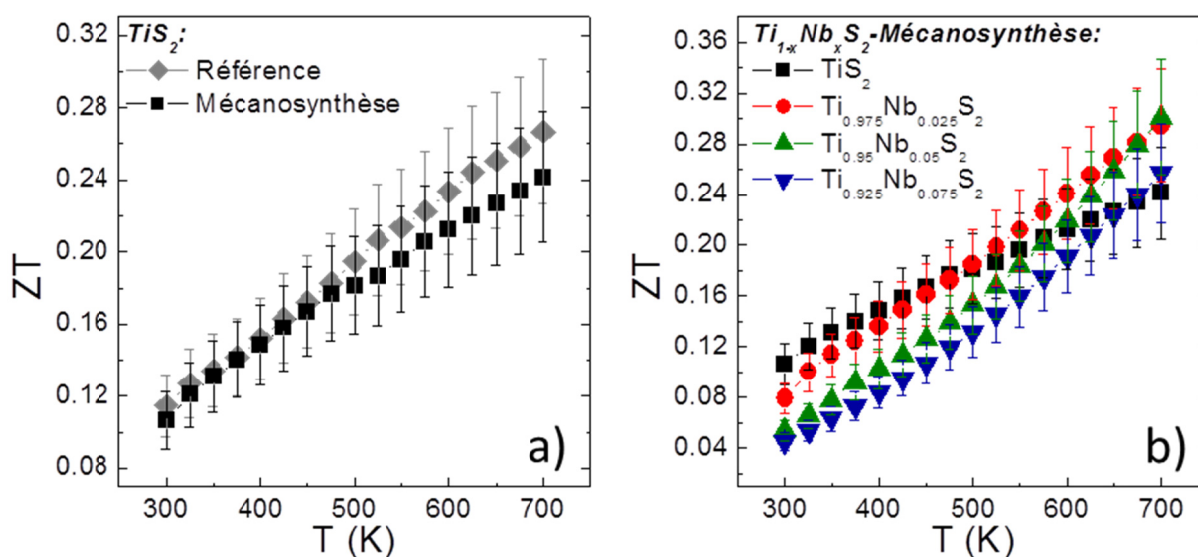 TiS2:
Référence
Mécanosynthèse
0.32
0.28
0.24
0.20
0.16
0.12
0.08
ZT
300 400 500 600 700
T (K)
a)
Ti1-xNbxS2-Mécanosynthèse:
TiS2
Ti0.975Nb0.025S2
Ti0.95Nb0.05S2
Ti0.925Nb0.075S2
0.36
0.32
0.28
0.24
0.20
0.16
0.12
0.08
0.04
ZT
300 400 500 600 700
T (K)
b)